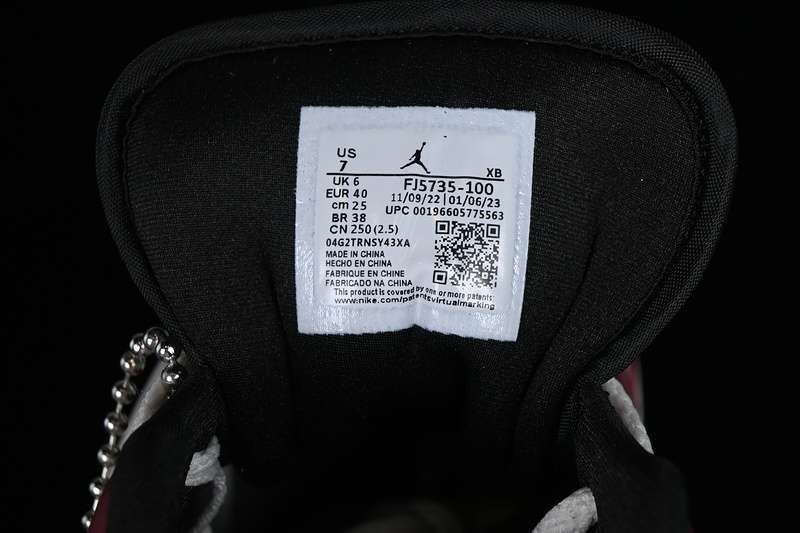 US
7
XB
UK 6
FJ5735-100
EUR 40
11/09/22 | 01/06/23
cm 25
UPC 00196605775563
BR 38
CN 250 (2.5)
04G2TRNSY43XA
MADE IN CHINA
HECHO EN CHINA
FABRIQUE EN CHINE
FABRICADO NA CHINA
This product is covered by one or more patents:
www.nike.com/patentsvirtualmarking